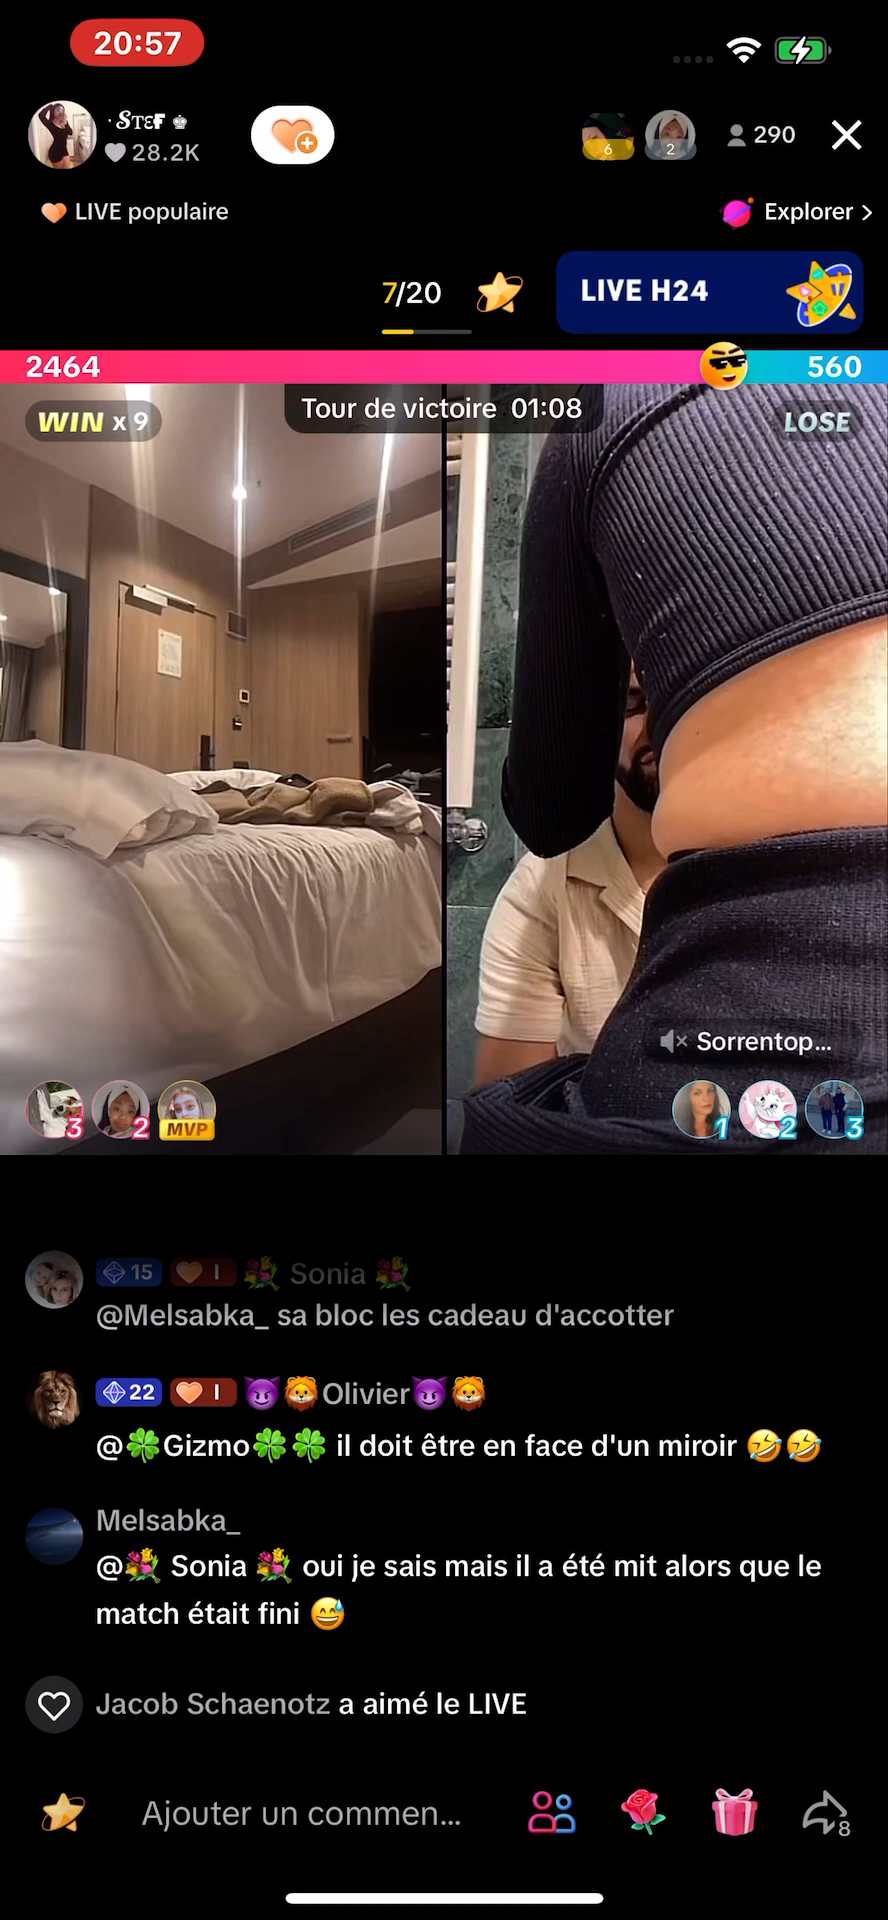 20:57
· Sтεғ ♚
28.2K
6
2
290
LIVE populaire
Explorer >
7/20
LIVE H24
2464
560
WIN x 9
Tour de victoire 01:08
LOSE
Sorrentop...
3
2
MVP
1
2
3
15 I 💐 Sonia 💐
@Melsabka_ sa bloc les cadeau d'accotter
22 I 😈🦁Olivier😈🦁
@🍀Gizmo🍀🍀 il doit être en face d'un miroir 🤣🤣
Melsabka_
@💐 Sonia 💐 oui je sais mais il a été mit alors que le
match était fini 😅
Jacob Schaenotz a aimé le LIVE
Ajouter un commen...
8